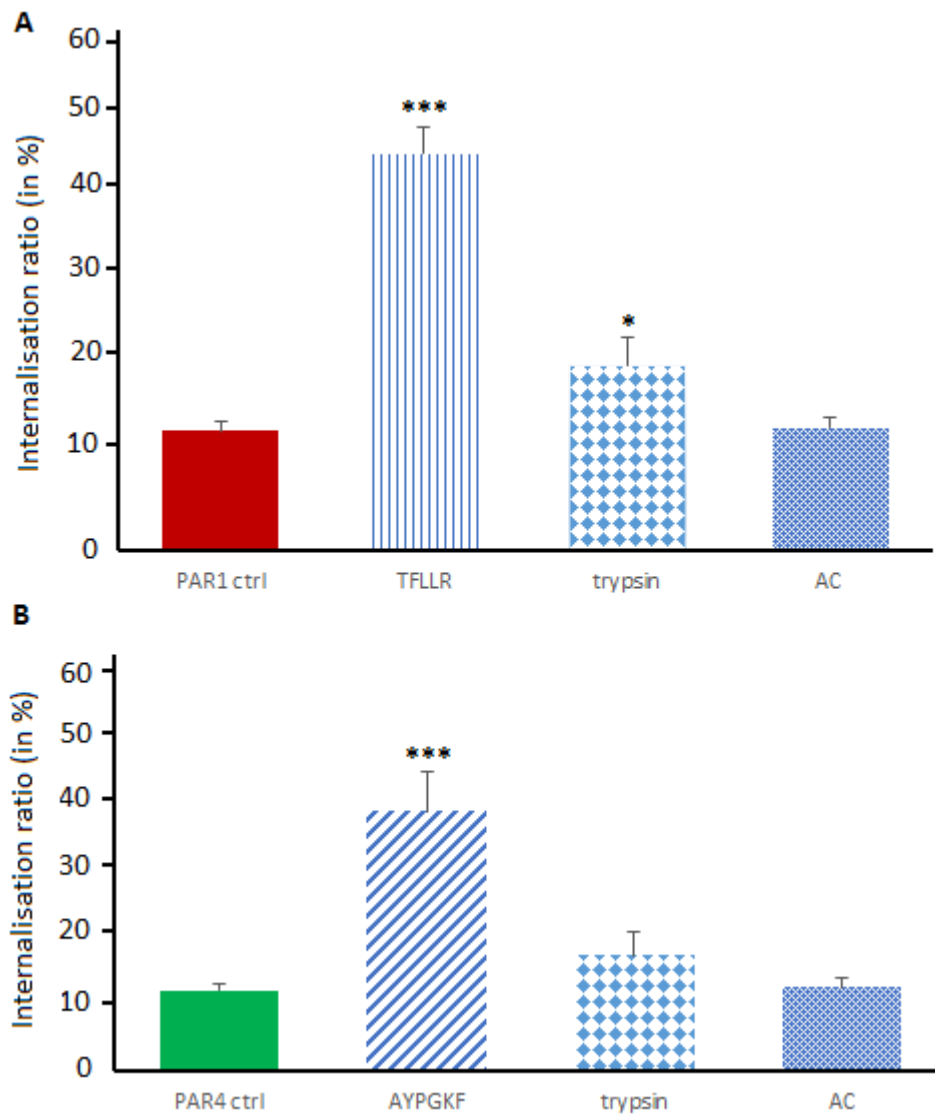 A
Internalisation ratio (in %)
60
50
40
30
20
10
0
***
*
PAR1 ctrl TFLLR trypsin AC
B
Internalisation ratio (in %)
60
50
40
30
20
10
0
***
PAR4 ctrl AYPGKF trypsin AC